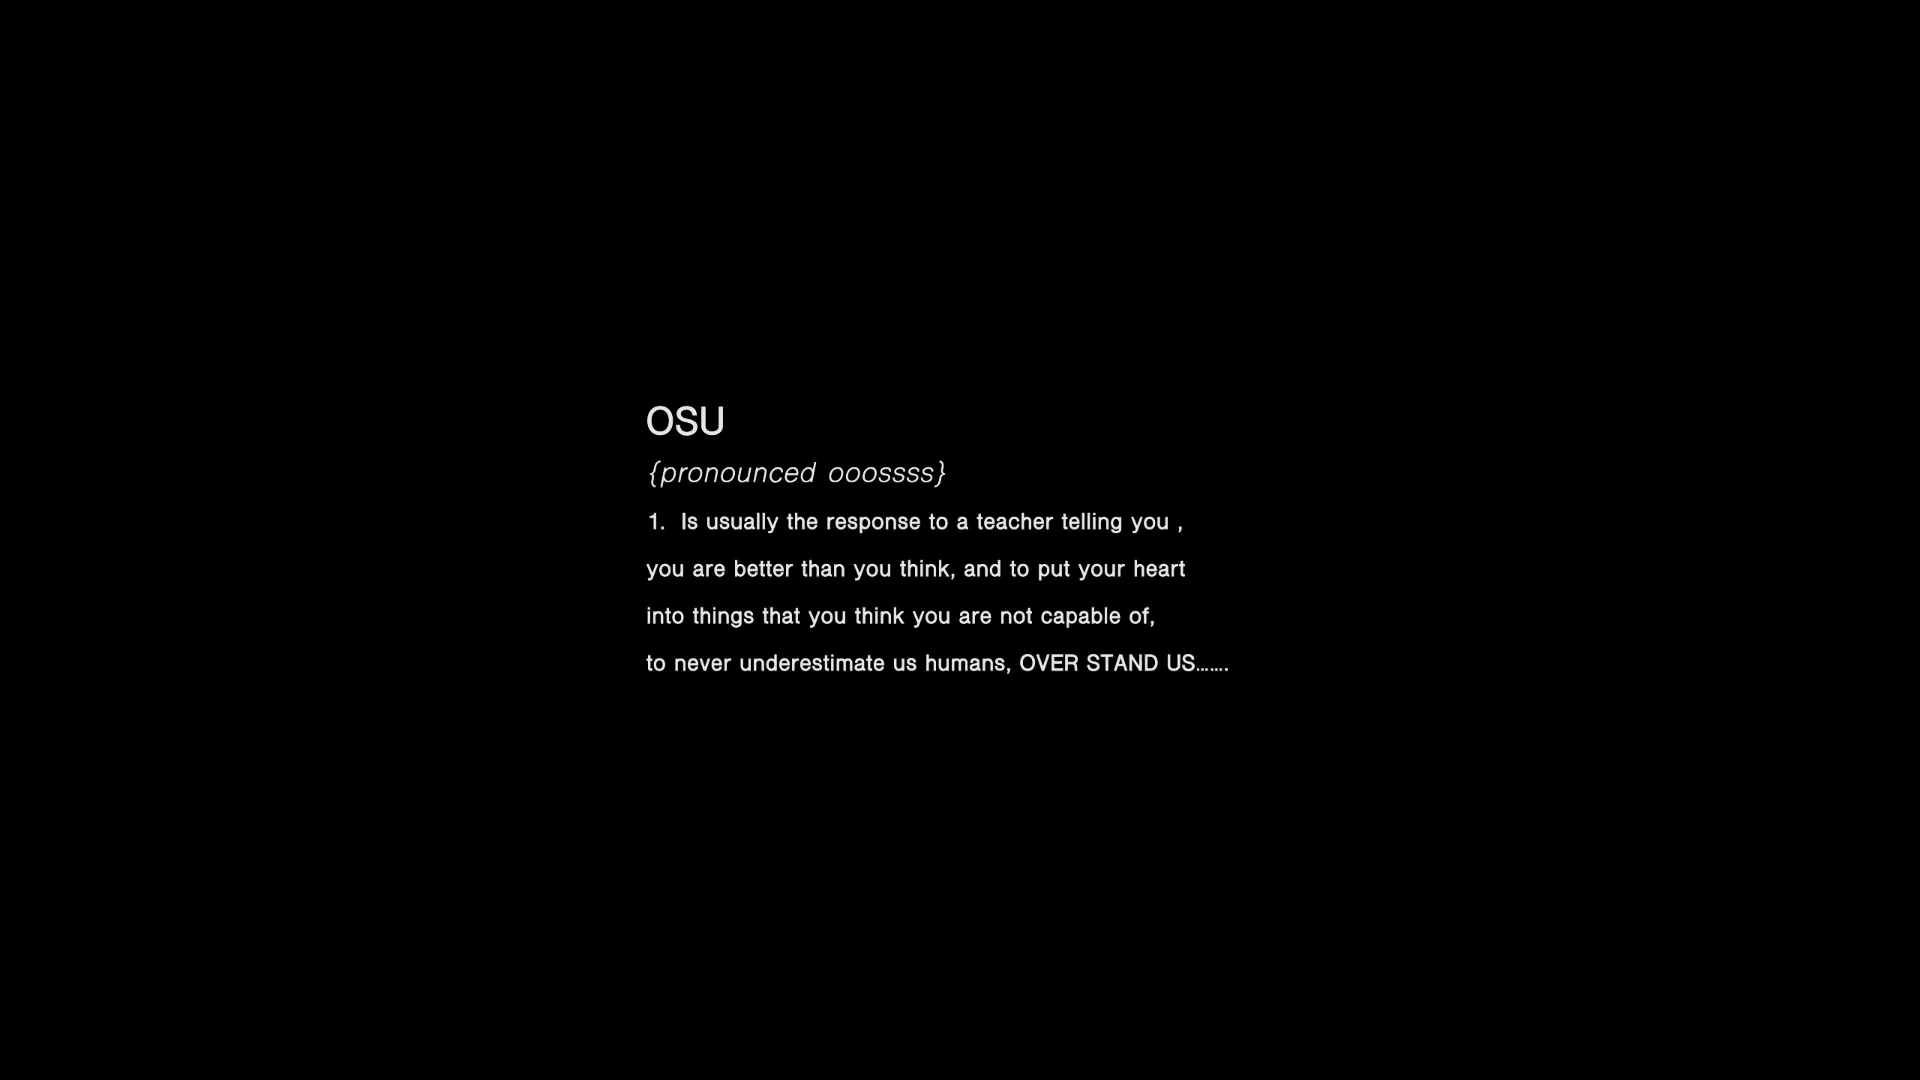 OSU
{pronounced ooossss}
1. Is usually the response to a teacher telling you ,
you are better than you think, and to put your heart
into things that you think you are not capable of,
to never underestimate us humans, OVER STAND US.......